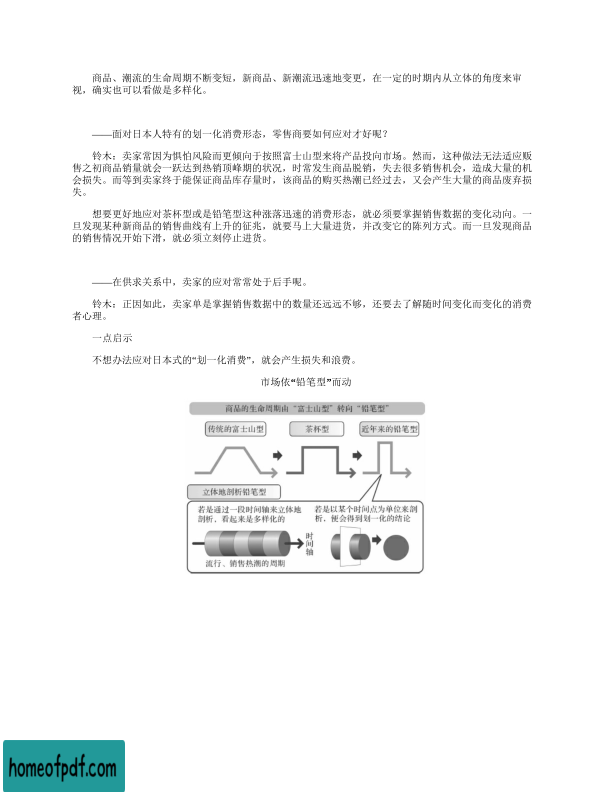 商品、潮流的生命周期不断变短，新商品、新潮流迅速地变更，在一定的时期内从立体的角度来审
视，确实也可以看做是多样化。
——面对日本人特有的划一化消费形态，零售商要如何应对才好呢？
铃木：卖家常因为惧怕风险而更倾向于按照富士山型来将产品投向市场。然而，这种做法无法适应贩
售之初商品销量就会一跃达到热销顶峰期的状况，时常发生商品脱销，失去很多销售机会，造成大量的机
会损失。而等到卖家终于能保证商品库存量时，该商品的购买热潮已经过去，又会产生大量的商品废弃损
失。
想要更好地应对茶杯型或是铅笔型这种涨落迅速的消费形态，就必须要掌握销售数据的变化动向。一
旦发现某种新商品的销售曲线有上升的征兆，就要马上大量进货，并改变它的陈列方式。而一旦发现商品
的销售情况开始下滑，就必须立刻停止进货。
——在供求关系中，卖家的应对常常处于后手呢。
铃木：正因如此，卖家单是掌握销售数据中的数量还远远不够，还要去了解随时间变化而变化的消费
者心理。
一点启示
不想办法应对日本式的“划一化消费”，就会产生损失和浪费。
市场依“铅笔型”而动
商品的生命周期由“富士山型”转向“铅笔型”
传统的富士山型
茶杯型
近年来的铅笔型
立体地剖析铅笔型
若是通过一段时间轴来立体地
剖析，看起来是多样化的
时
间
轴
流行、销售热潮的周期
若是以某个时间点为单位来剖
析，便会得到划一化的结论
homeofpdf.com